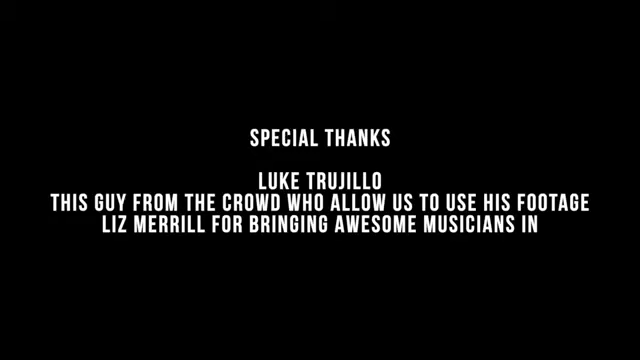 SPECIAL THANKS
LUKE TRUJILLO
THIS GUY FROM THE CROWD WHO ALLOW US TO USE HIS FOOTAGE
LIZ MERRILL FOR BRINGING AWESOME MUSICIANS IN